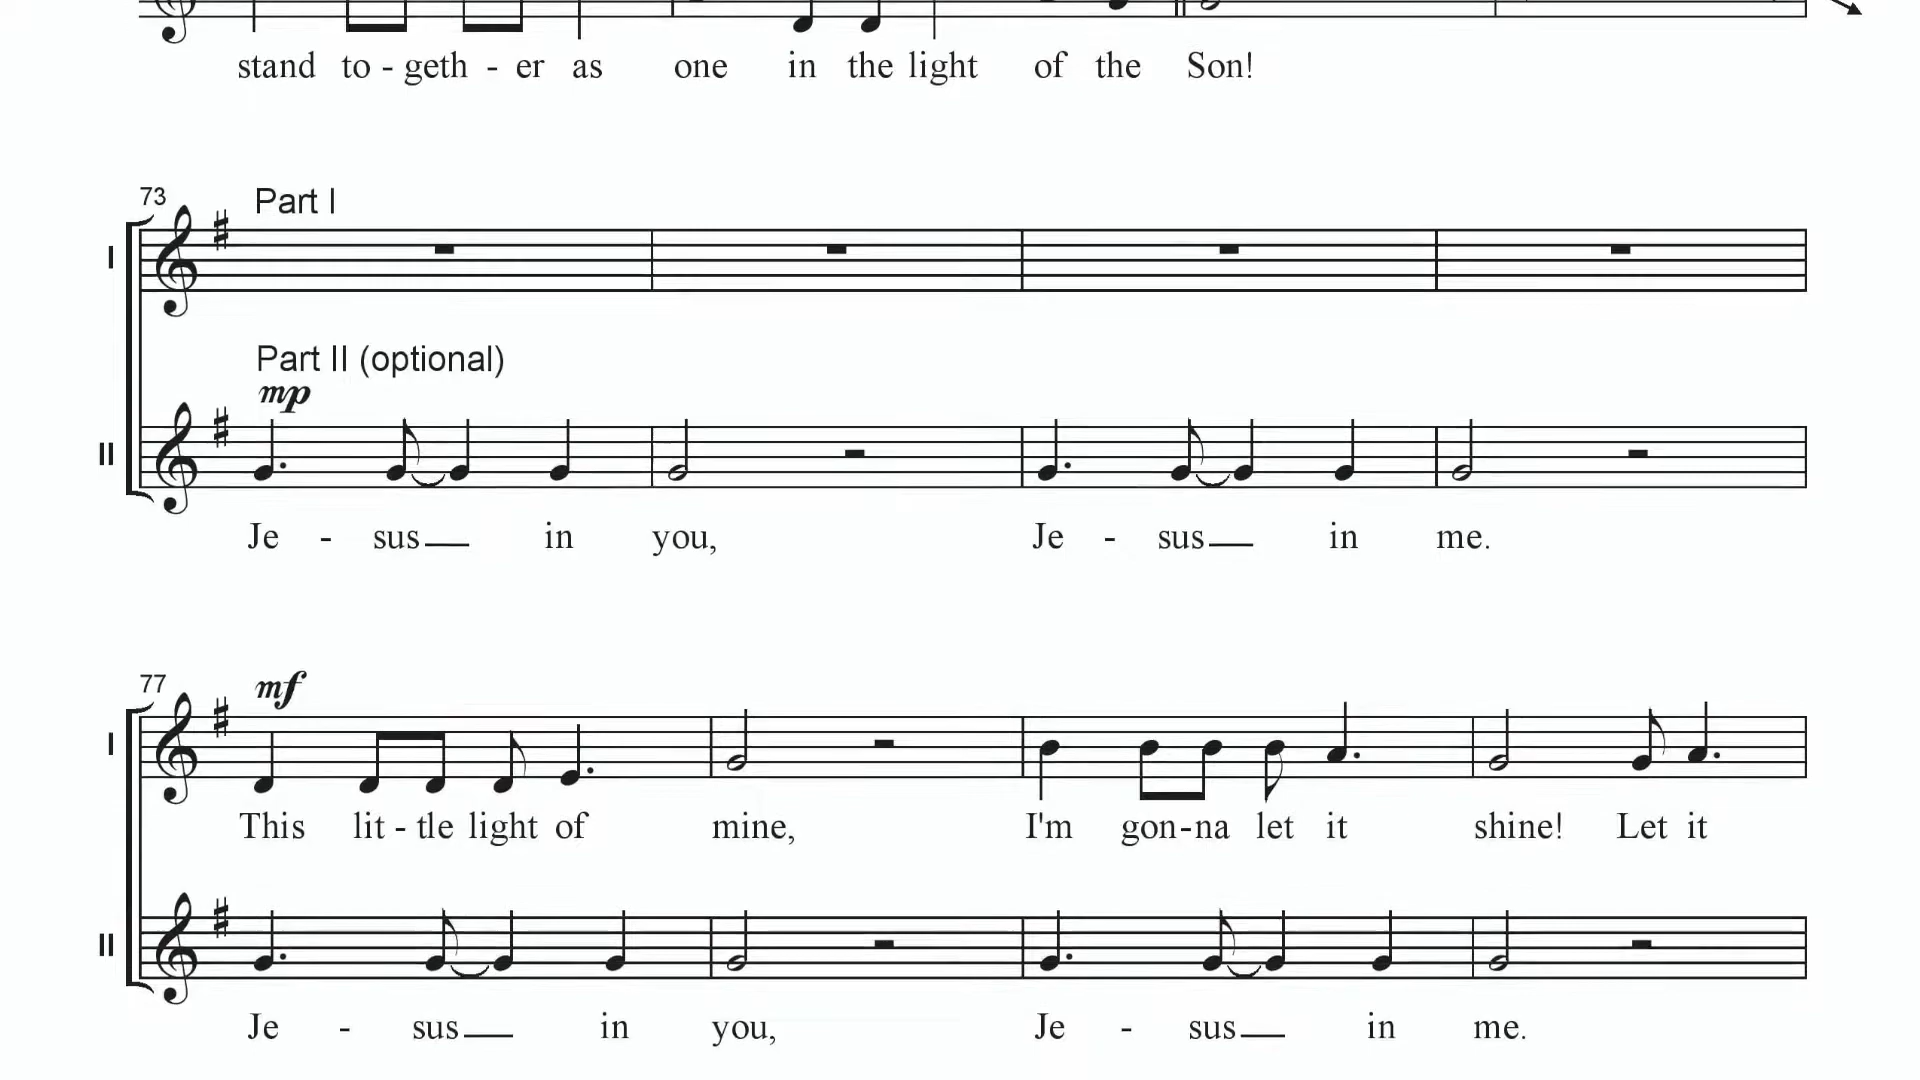 stand to - geth - er as one in the light of the Son!
73 Part I
I
Part II (optional)
mp
II
Je - sus in you, Je - sus in me.
77 mf
I
This lit - tle light of mine, I'm gon-na let it shine! Let it
II
Je - sus in you, Je - sus in me.